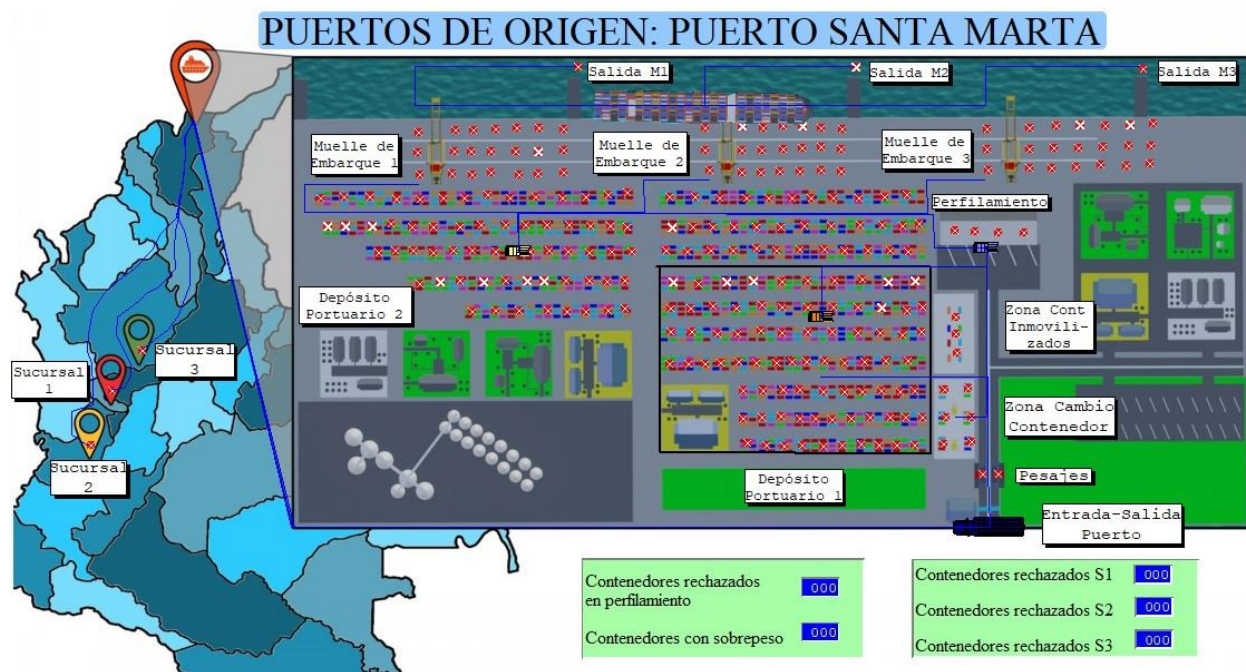 PUERTOS DE ORIGEN: PUERTO SANTA MARTA
Salida M1
Salida M2
Salida M3
Muelle de
Embarque 1
Muelle de
Embarque 2
Muelle de
Embarque 3
Perfilamiento
Depósito
Portuario 2
Zona Cont
Inmovili-
zados
Sucursal
3
Sucursal
1
Sucursal
2
Zona Cambio
Contenedor
Depósito
Portuario 1
Pesajes
Entrada-Salida
Puerto
Contenedores rechazados
en perfilamiento
000
Contenedores con sobrepeso
000
Contenedores rechazados S1
000
Contenedores rechazados S2
000
Contenedores rechazados S3
000